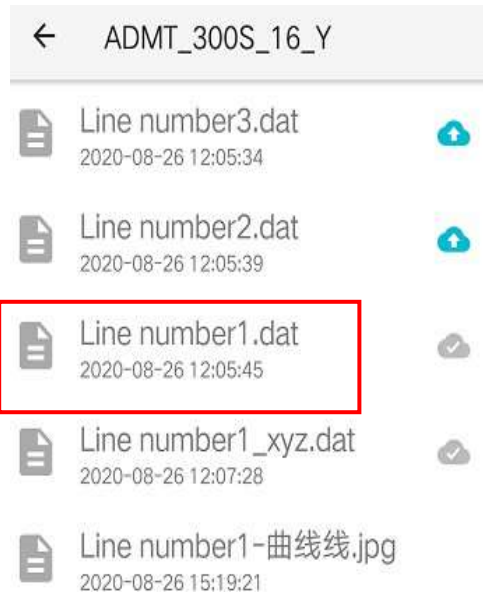 ADMT_300S_16_Y
Line number3.dat
2020-08-26 12:05:34
Line number2.dat
2020-08-26 12:05:39
Line number1.dat
2020-08-26 12:05:45
Line number1_xyz.dat
2020-08-26 12:07:28
Line number1-曲线线.jpg
2020-08-26 15:19:21